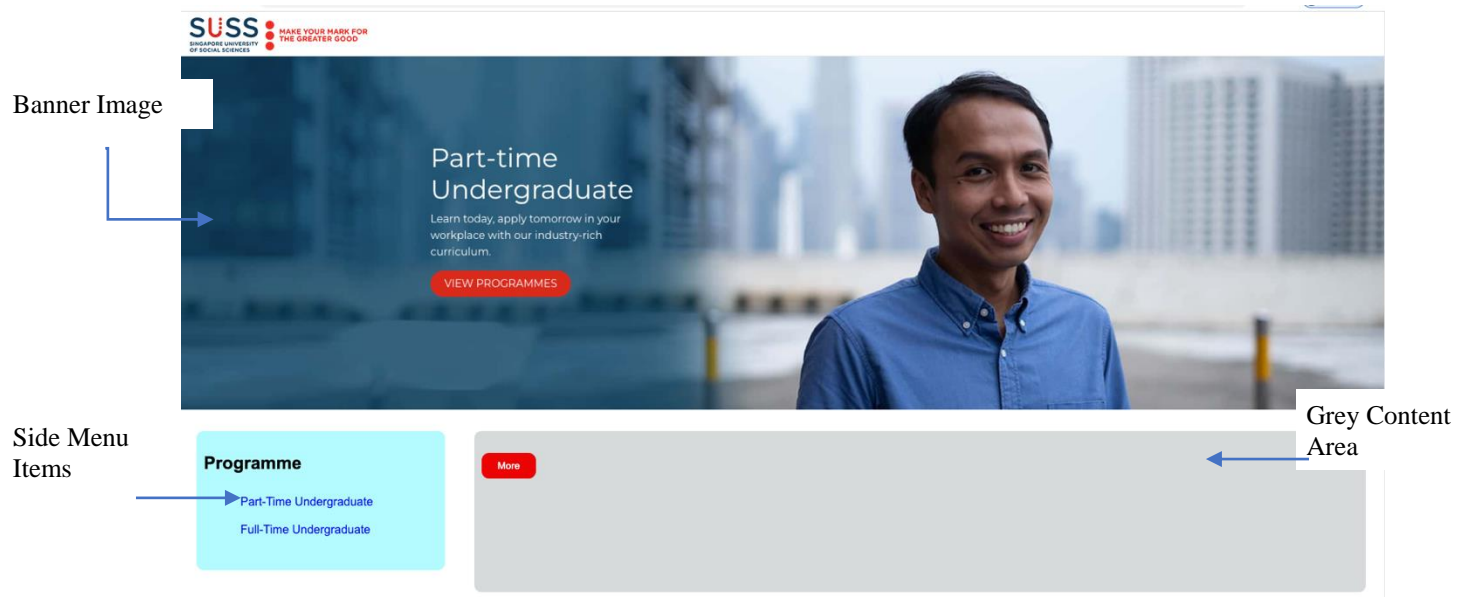 SUSS
SINGAPORE UNIVERSITY
OF SOCIAL SCIENCES
MAKE YOUR MARK FOR
THE GREATER GOOD
Banner Image
Part-time
Undergraduate
Learn today, apply tomorrow in your
workplace with our industry-rich
curriculum.
VIEW PROGRAMMES
Side Menu
Items
Programme
Part-Time Undergraduate
Full-Time Undergraduate
More
Grey Content
Area